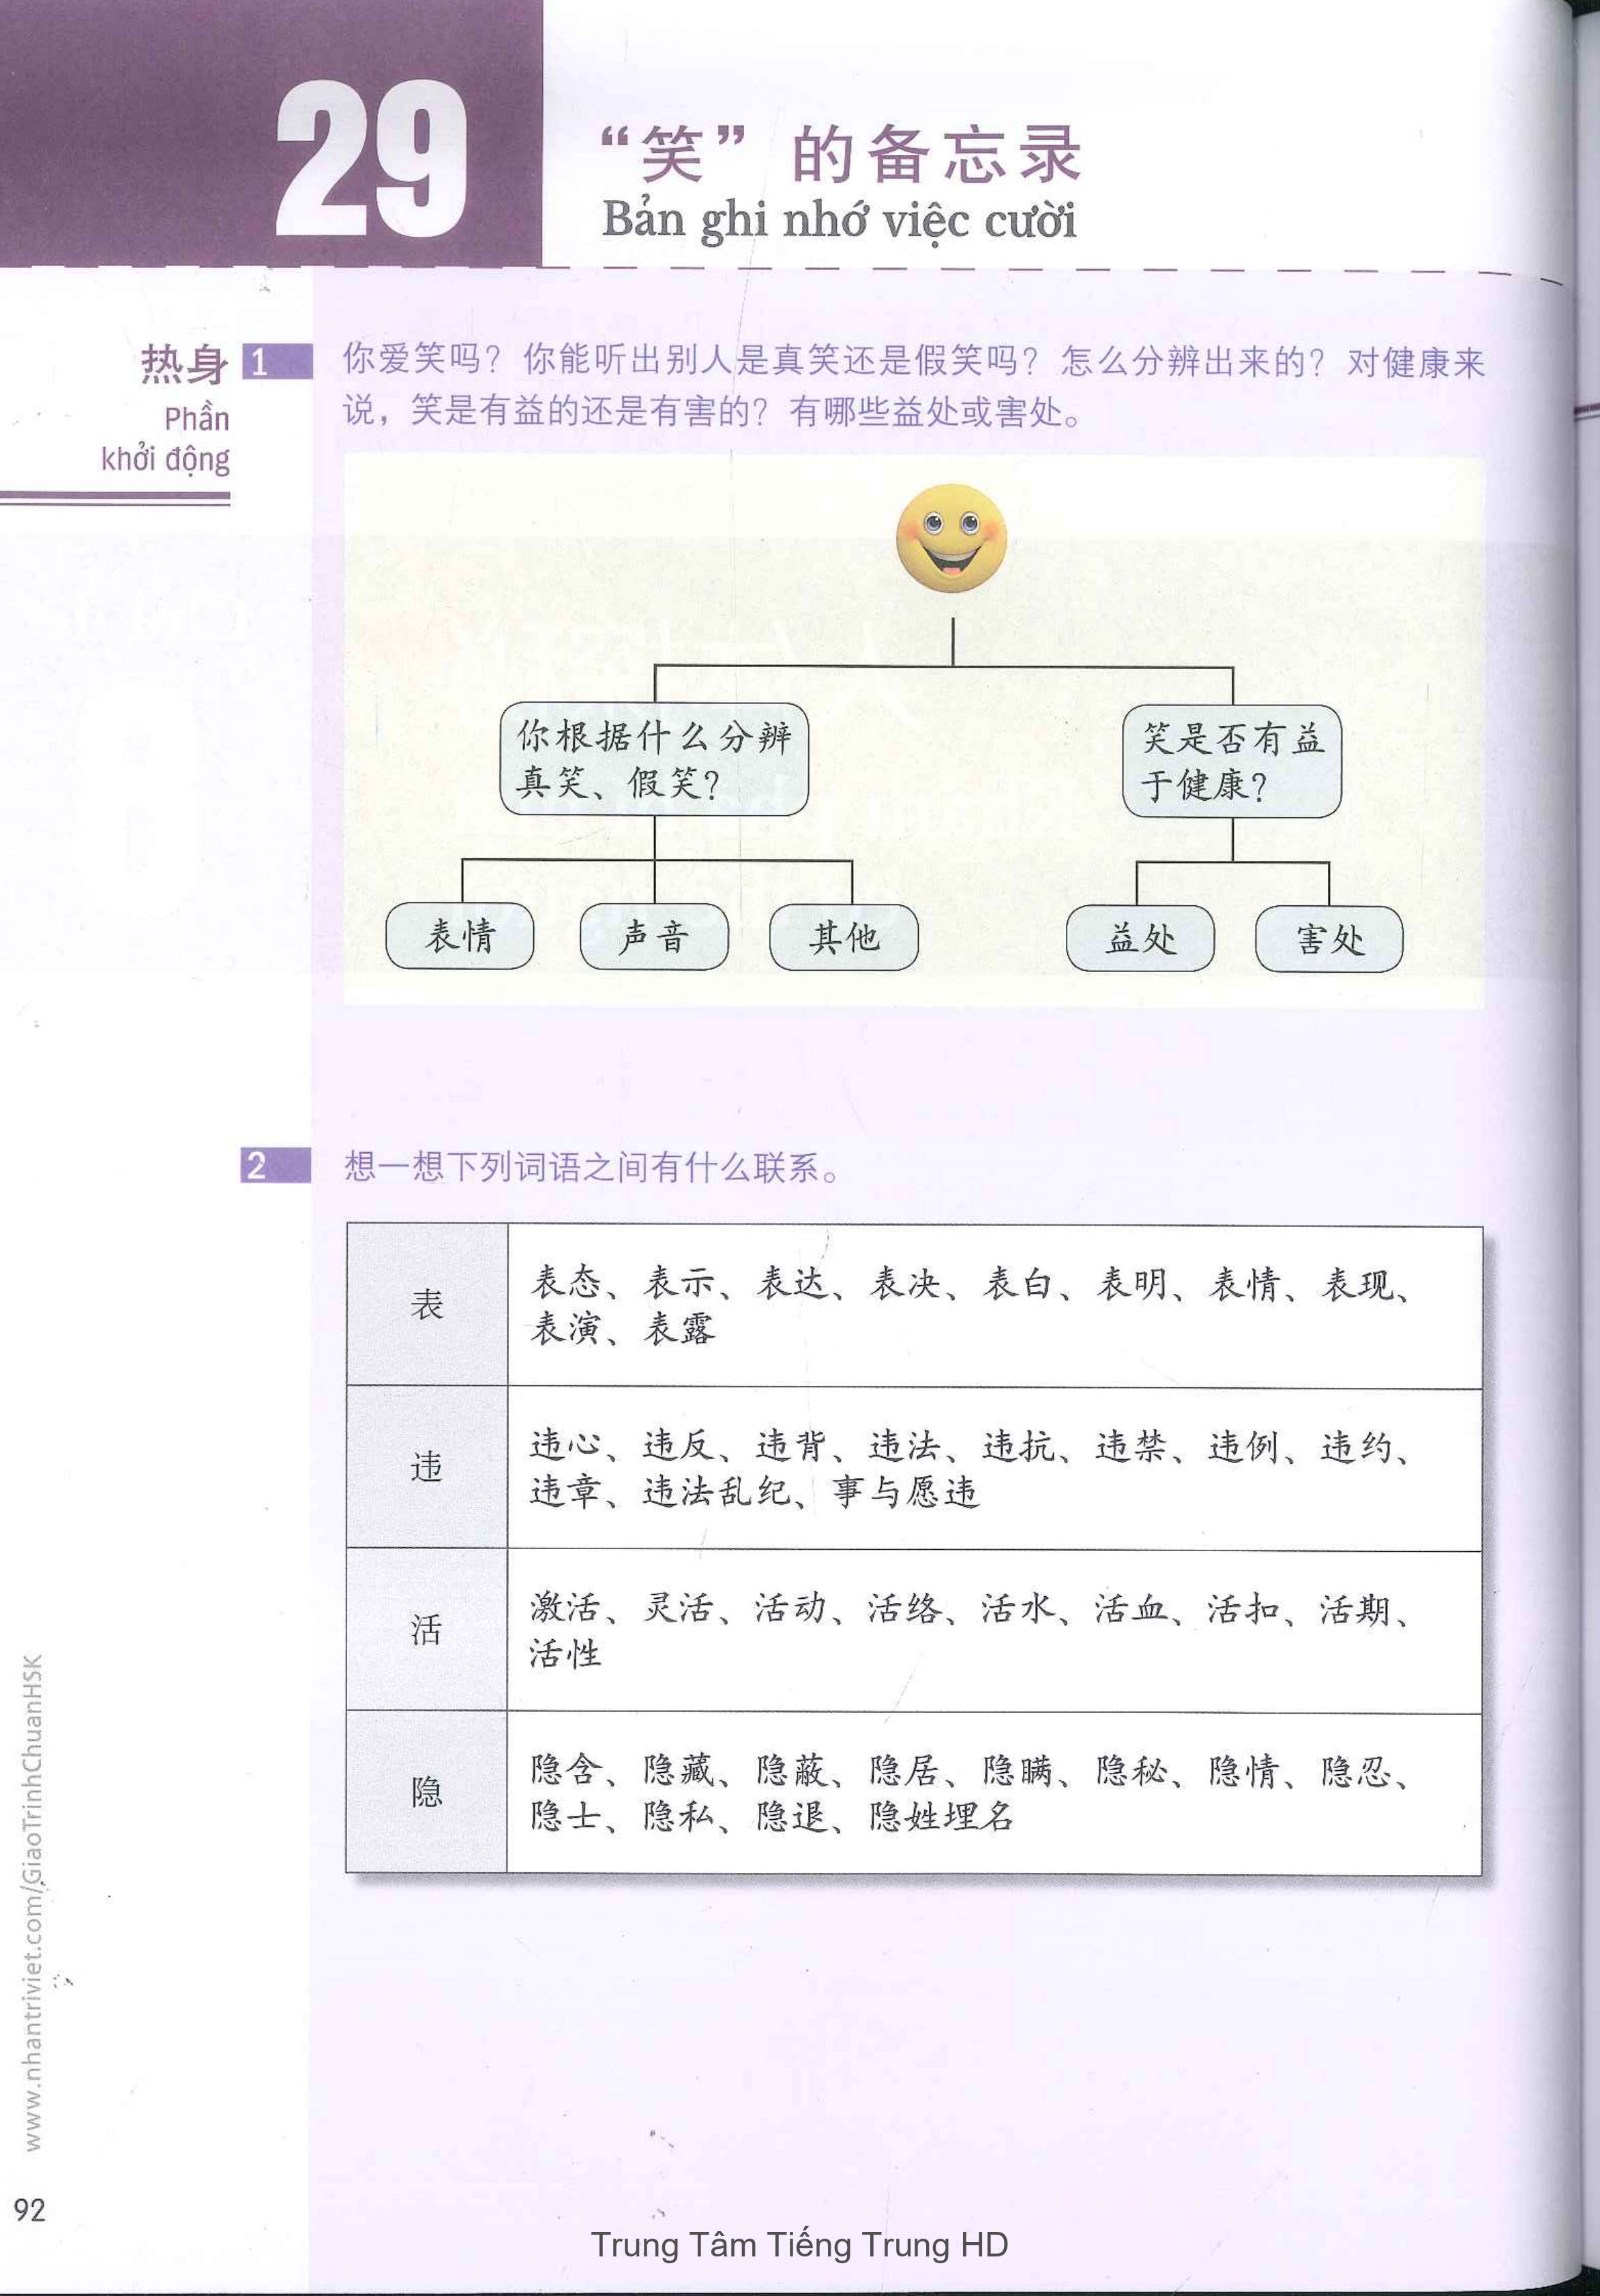 29
“笑”的备忘录
Bản ghi nhớ việc cười
热身
Phần
khởi động
1
你爱笑吗？你能听出别人是真笑还是假笑吗？怎么分辨出来的？对健康来
说，笑是有益的还是有害的？有哪些益处或害处。
你根据什么分辨
真笑、假笑？
笑是否有益
于健康？
表情
声音
其他
益处
害处
2
想一想下列词语之间有什么联系。
表
表态、表示、表达、表决、表白、表明、表情、表现、
表演、表露
违
违心、违反、违背、违法、违抗、违禁、违例、违约、
违章、违法乱纪、事与愿违
活
激活、灵活、活动、活络、活水、活血、活扣、活期、
活性
隐
隐含、隐藏、隐蔽、隐居、隐瞒、隐秘、隐情、隐忍、
隐士、隐私、隐退、隐姓埋名
www.nhantriviet.com/GiaoTrinhChuanHSK
92
Trung Tâm Tiếng Trung HD